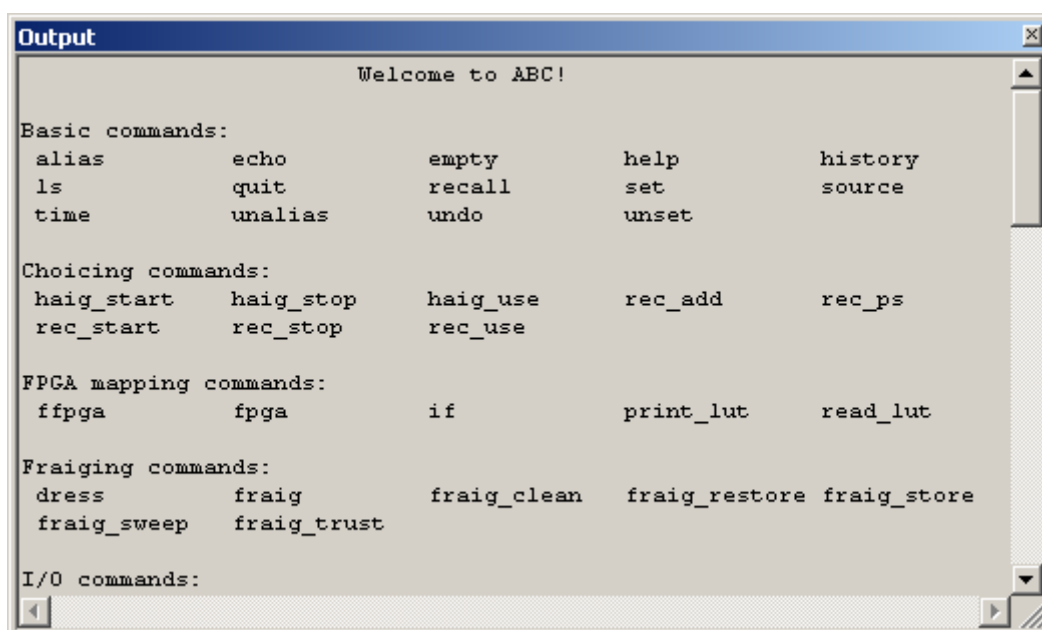 Output
Welcome to ABC!
Basic commands:
alias echo empty help history
ls quit recall set source
time unalias undo unset
Choicing commands:
haig_start haig_stop haig_use rec_add rec_ps
rec_start rec_stop rec_use
FPGA mapping commands:
ffpga fpga if print_lut read_lut
Fraiging commands:
dress fraig fraig_clean fraig_restore fraig_store
fraig_sweep fraig_trust
I/O commands: